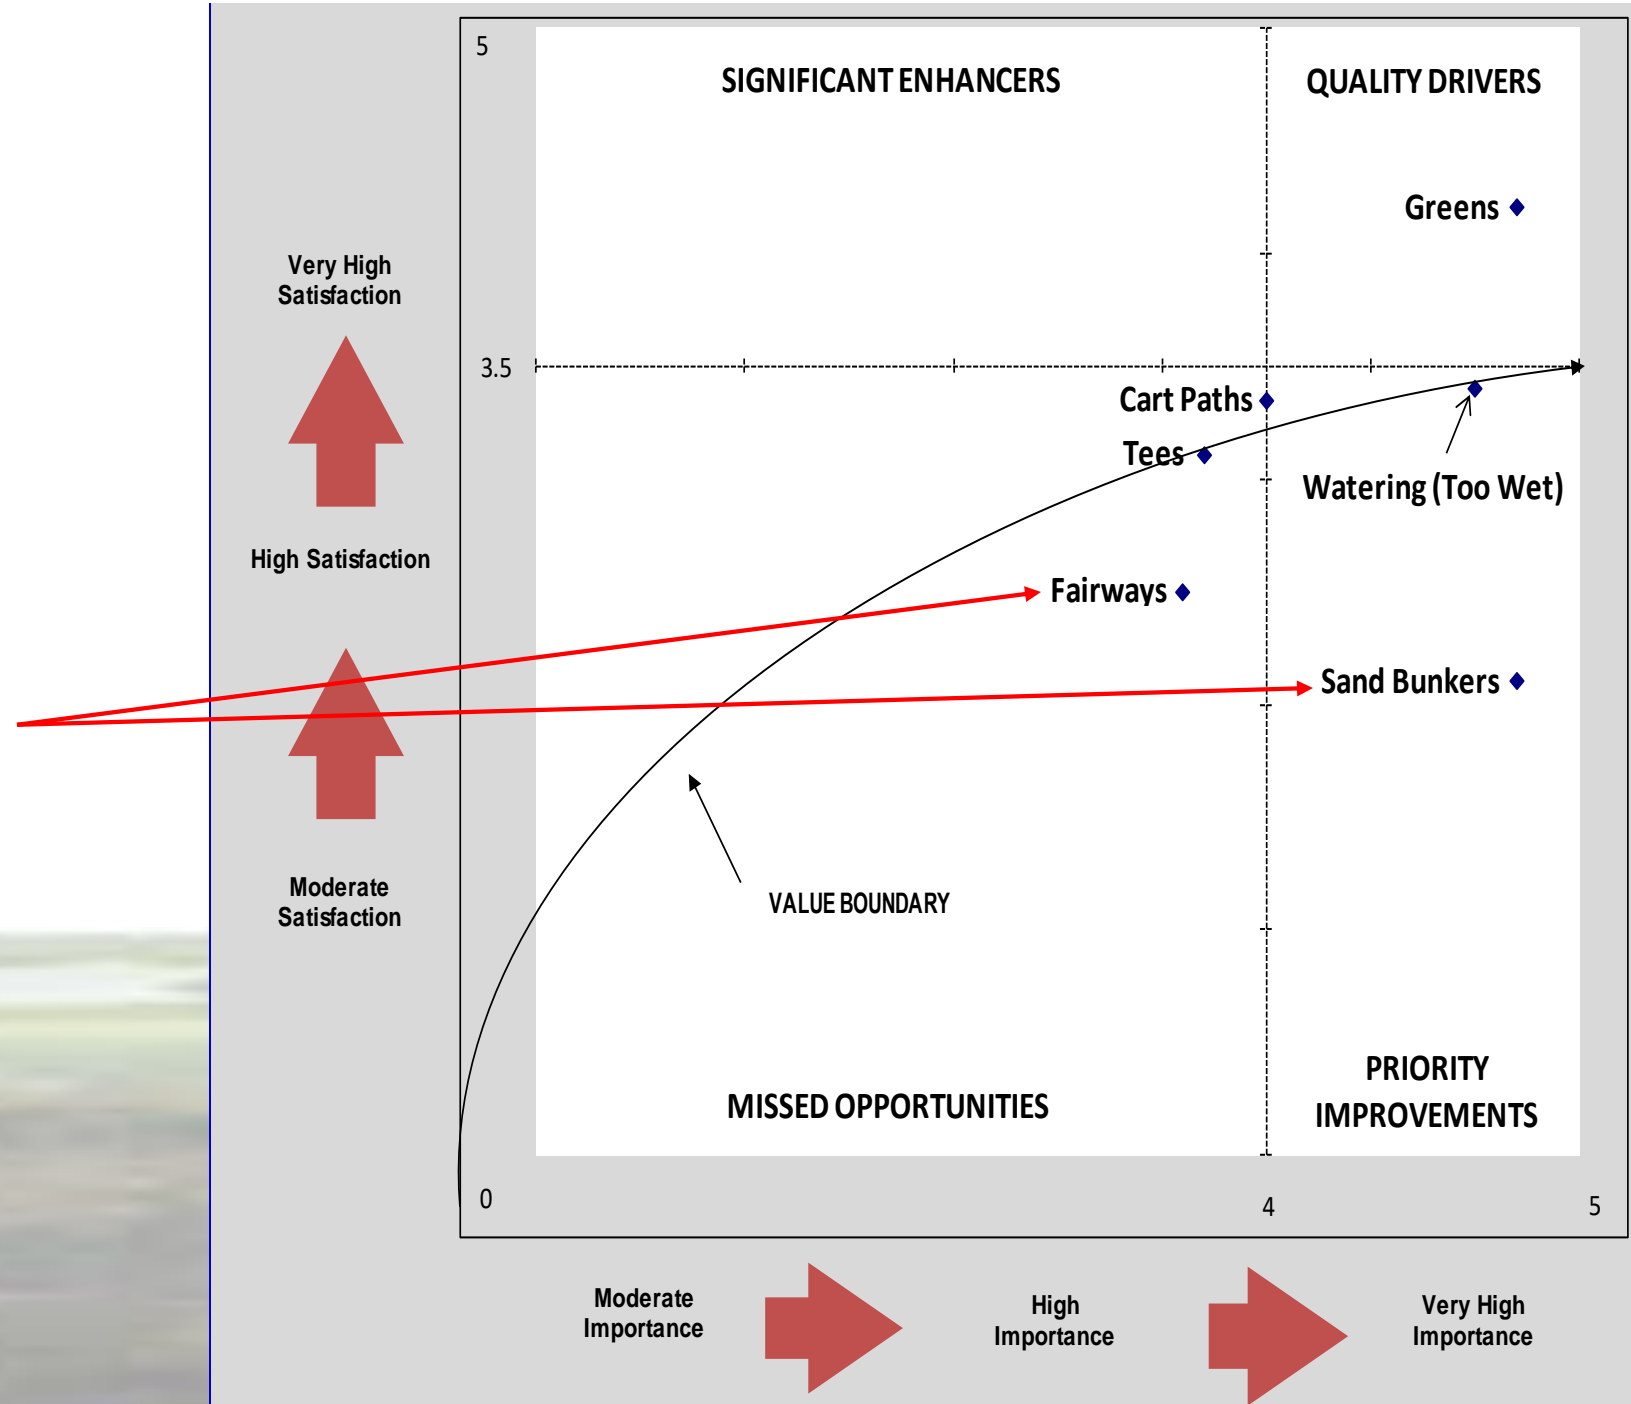 5
SIGNIFICANT ENHANCERS
QUALITY DRIVERS
Greens
Very High
Satisfaction
3.5
Cart Paths
Tees
Watering (Too Wet)
High Satisfaction
Fairways
Sand Bunkers
Moderate
Satisfaction
VALUE BOUNDARY
MISSED OPPORTUNITIES
PRIORITY
IMPROVEMENTS
0
4
5
Moderate
Importance
High
Importance
Very High
Importance